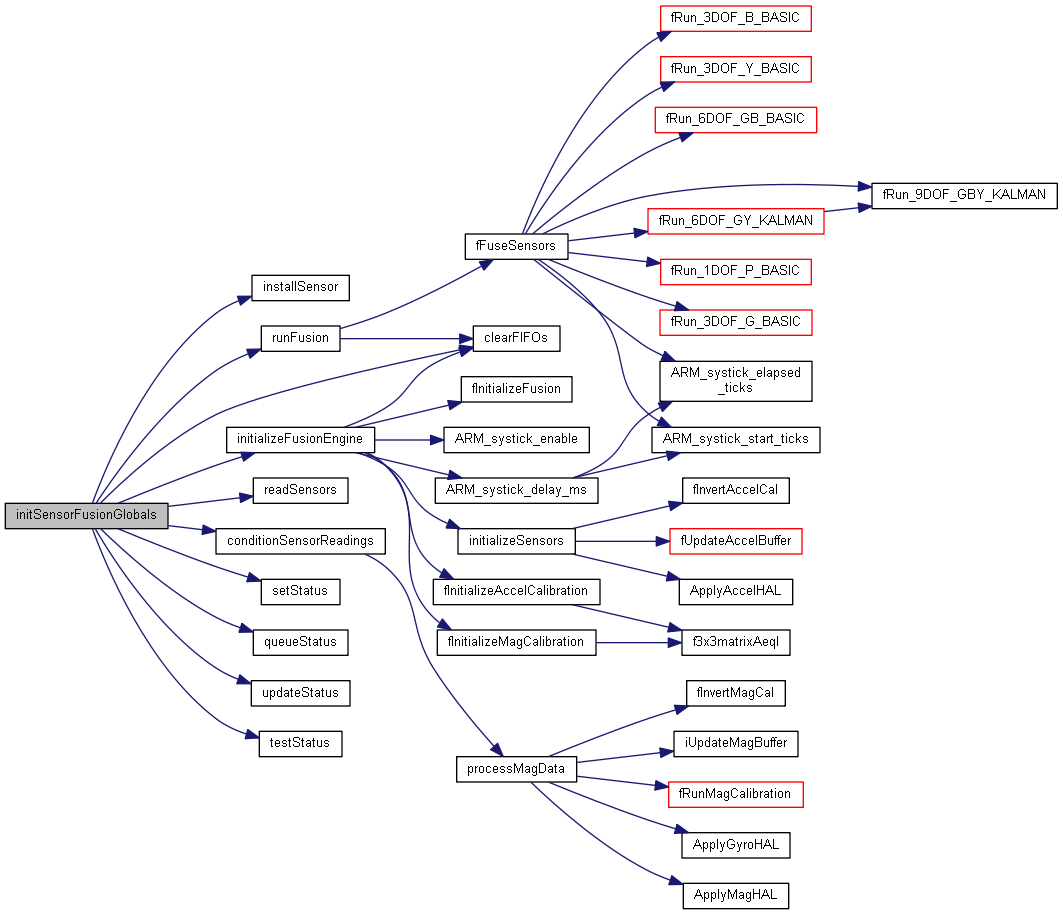 fRun_3DOF_B_BASIC
fRun_3DOF_Y_BASIC
fRun_6DOF_GB_BASIC
fRun_9DOF_GBY_KALMAN
fRun_6DOF_GY_KALMAN
fFuseSensors
fRun_1DOF_P_BASIC
installSensor
fRun_3DOF_G_BASIC
runFusion
clearFIFOs
ARM_systick_elapsed
_ticks
fInitializeFusion
initializeFusionEngine
ARM_systick_enable
ARM_systick_start_ticks
readSensors
ARM_systick_delay_ms
fInvertAccelCal
initSensorFusionGlobals
conditionSensorReadings
initializeSensors
fUpdateAccelBuffer
setStatus
fInitializeAccelCalibration
ApplyAccelHAL
queueStatus
fInitializeMagCalibration
f3x3matrixAeqI
updateStatus
fInvertMagCal
testStatus
iUpdateMagBuffer
processMagData
fRunMagCalibration
ApplyGyroHAL
ApplyMagHAL